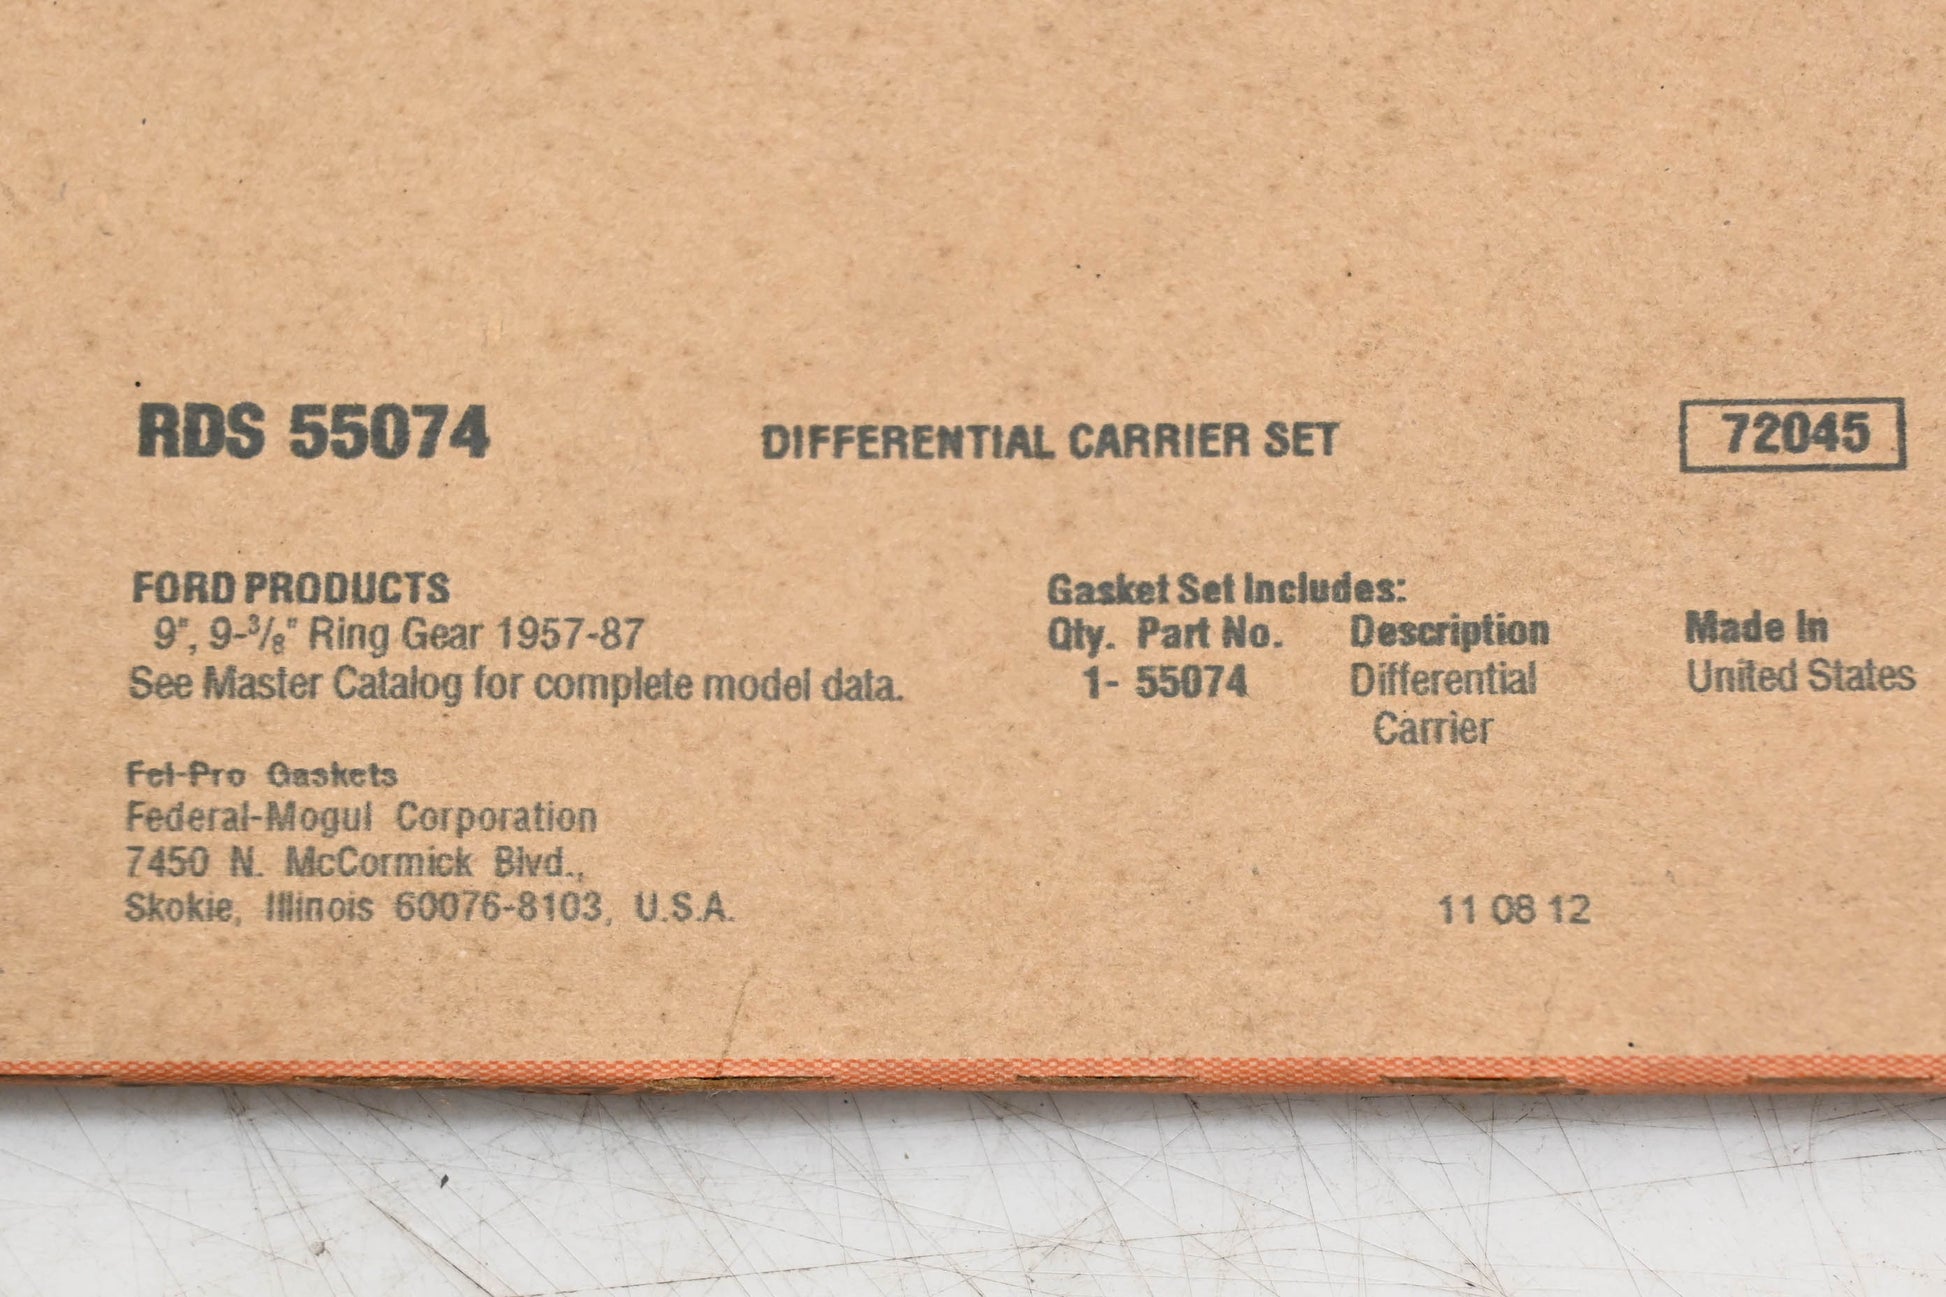 RDS 55074 DIFFERENTIAL CARRIER SET 72045
FORD PRODUCTS
9", 9-3/8" Ring Gear 1957-87
See Master Catalog for complete model data.
Gasket Set Includes:
Qty. Part No. Description
1- 55074 Differential
Carrier
Made In
United States
Fel-Pro Gaskets
Federal-Mogul Corporation
7450 N. McCormick Blvd.,
Skokie, Illinois 60076-8103, U.S.A.
11 08 12